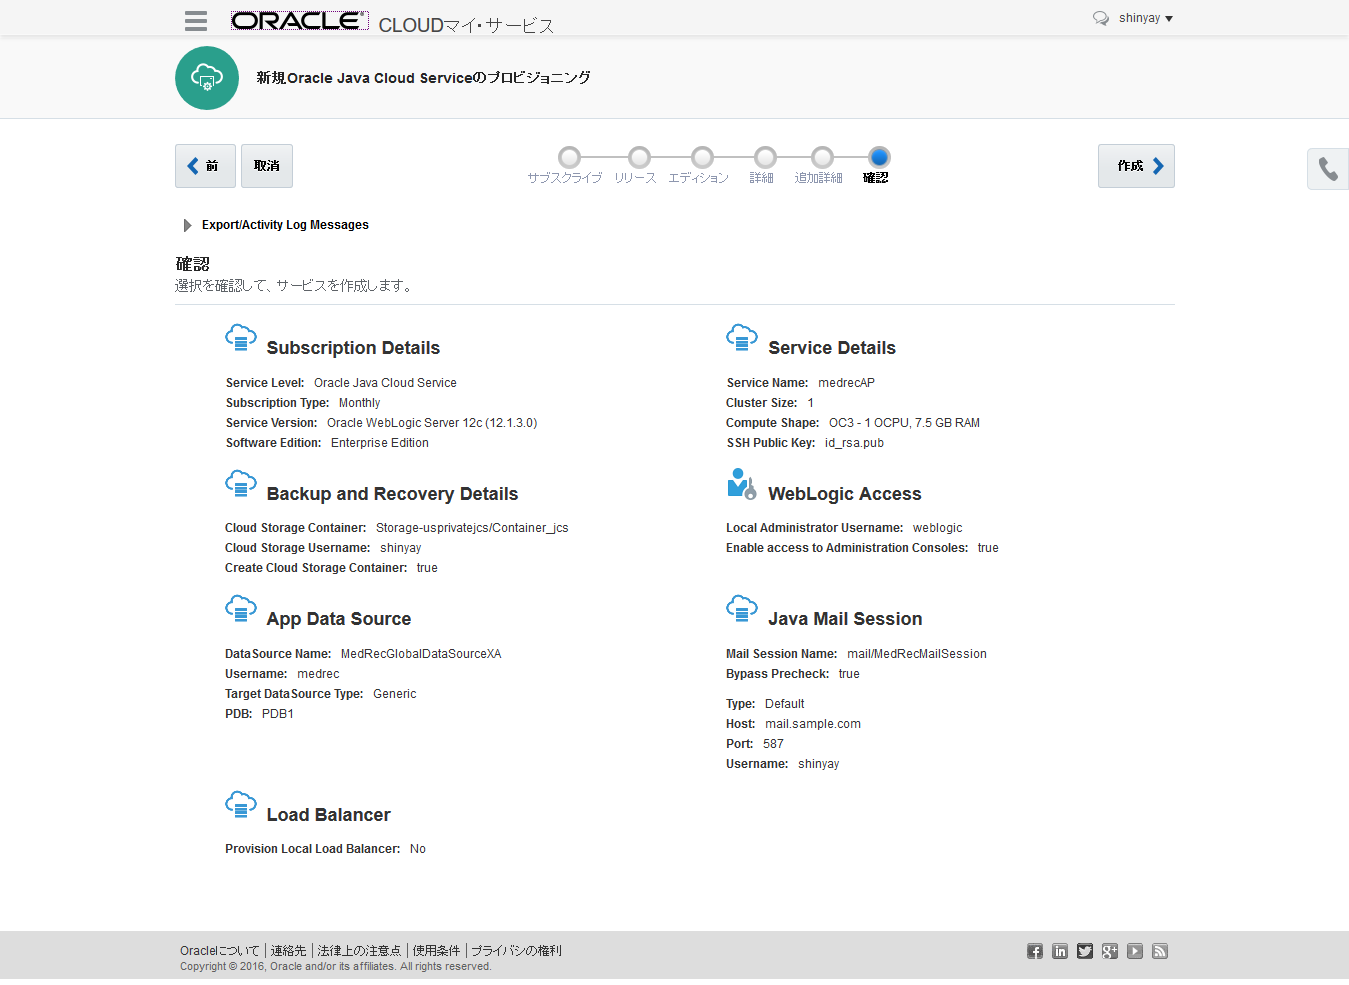 ORACLE CLOUDマイ・サービス
shinyay
新規Oracle Java Cloud Serviceのプロビジョニング
前
取消
サブスクライブ
リリース
エディション
詳細
追加詳細
確認
作成
Export/Activity Log Messages
確認
選択を確認して、サービスを作成します。
Subscription Details
Service Level: Oracle Java Cloud Service
Subscription Type: Monthly
Service Version: Oracle WebLogic Server 12c (12.1.3.0)
Software Edition: Enterprise Edition
Service Details
Service Name: medrecAP
Cluster Size: 1
Compute Shape: OC3 - 1 OCPU, 7.5 GB RAM
SSH Public Key: id_rsa.pub
Backup and Recovery Details
Cloud Storage Container: Storage-usprivatejcs/Container_jcs
Cloud Storage Username: shinyay
Create Cloud Storage Container: true
WebLogic Access
Local Administrator Username: weblogic
Enable access to Administration Consoles: true
App Data Source
DataSource Name: MedRecGlobalDataSourceXA
Username: medrec
Target DataSource Type: Generic
PDB: PDB1
Java Mail Session
Mail Session Name: mail/MedRecMailSession
Bypass Precheck: true
Type: Default
Host: mail.sample.com
Port: 587
Username: shinyay
Load Balancer
Provision Local Load Balancer: No
Oracleについて | 連絡先 | 法律上の注意点 | 使用条件 | プライバシの権利
Copyright © 2016, Oracle and/or its affiliates. All rights reserved.